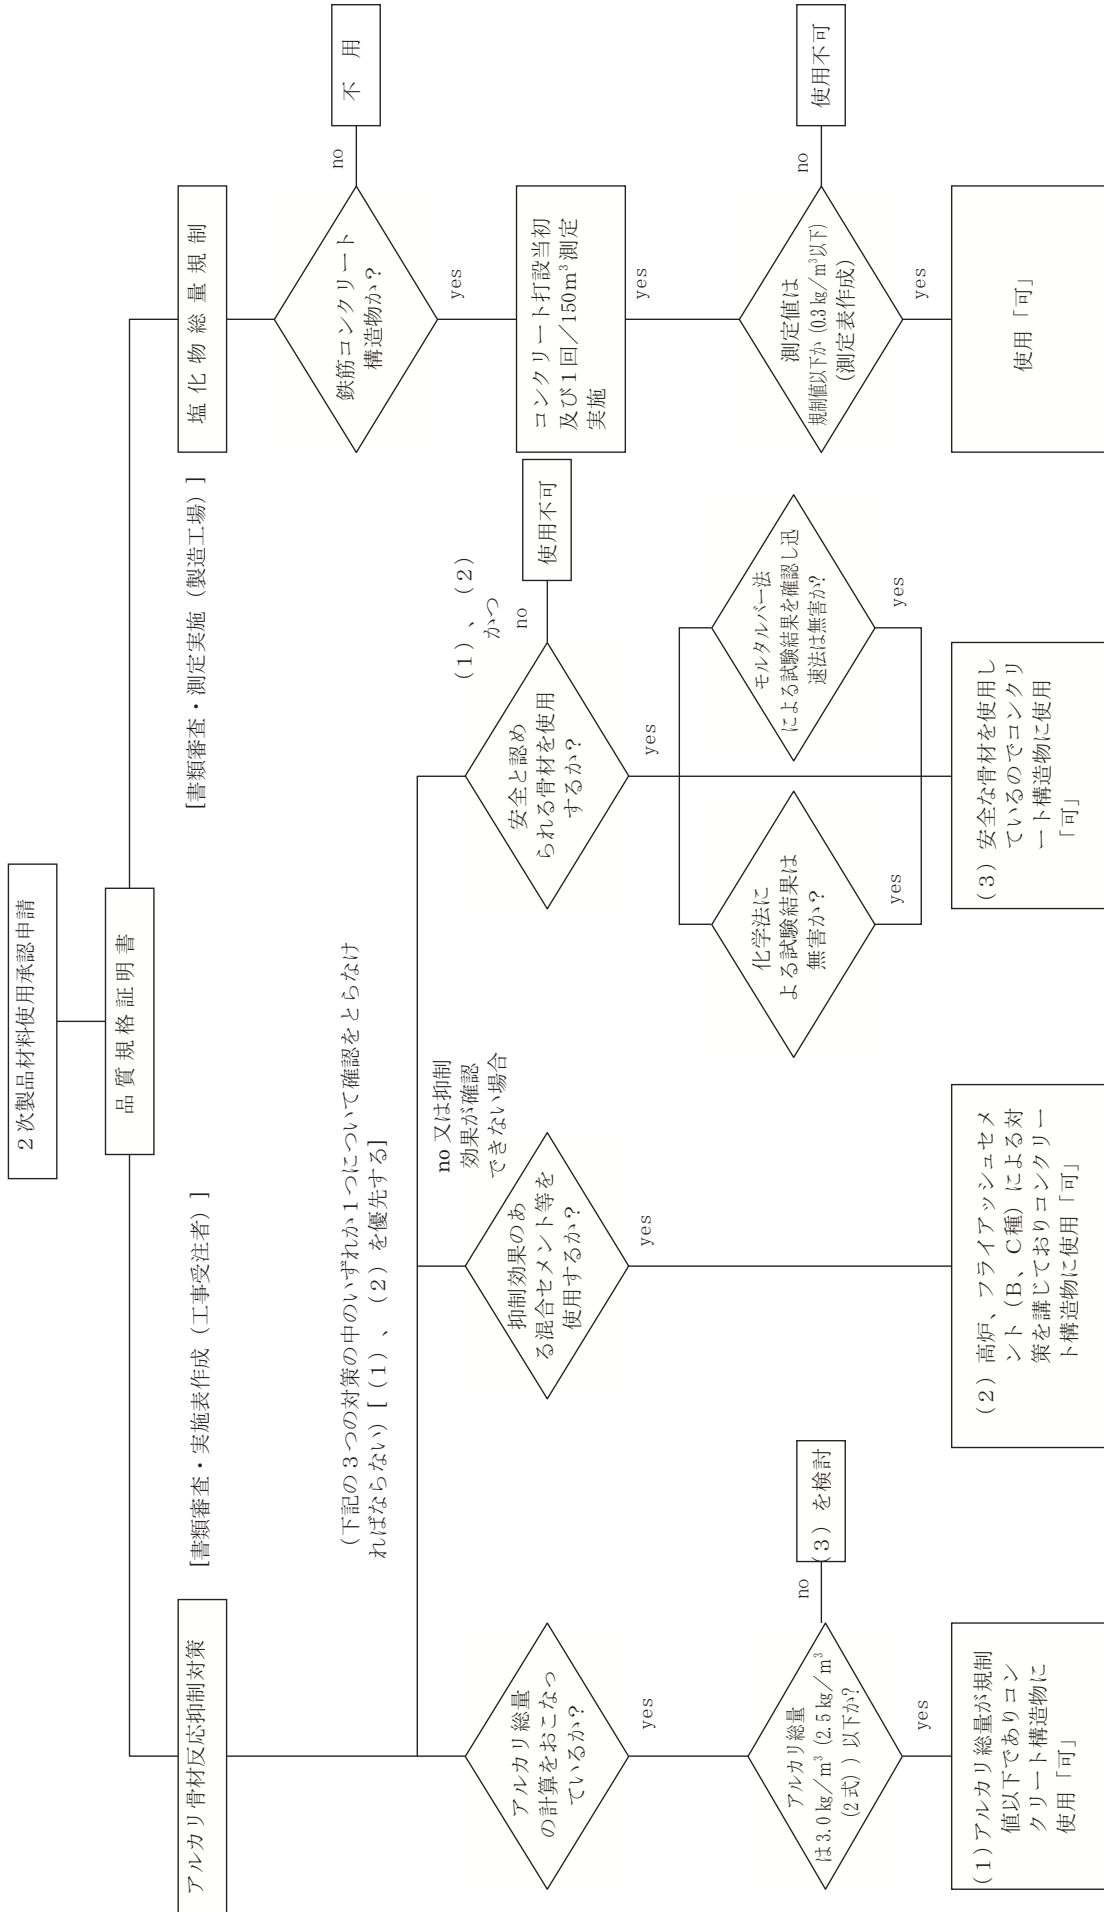 2次製品材料使用承認申請
品質規格証明書
アルカリ骨材反応抑制対策
[書類審査・実施表作成(工事受注者)]
塩化物総量規制
[書類審査・測定実施(製造工場)]
(下記の3つの対策の中のいずれか1つについて確認をとらなけ
ればならない)[(1)、(2)を優先する]
アルカリ総量
の計算をおこなっ
ているか?
yes
アルカリ総量
は3.0㎏/m³(2.5㎏/m³
(2式))以下か?
no
(3)を検討
yes
(1)アルカリ総量が規制
値以下でありコン
クリート構造物に
使用「可」
no又は抑制
効果が確認
できない場合
抑制効果のあ
る混合セメント等を
使用するか?
yes
(2)高炉、フライアッシュセメ
ント(B、C種)による対
策を講じておりコンクリー
ト構造物に使用「可」
(1)、(2)
かつ
no
使用不可
安全と認め
られる骨材を使用
するか?
yes
化学法に
よる試験結果は
無害か?
yes
モルタルバー法
による試験結果を確認し迅
速法は無害か?
yes
(3)安全な骨材を使用し
ているのでコンクリ
ート構造物に使用
「可」
鉄筋コンクリート
構造物か?
no
不用
yes
コンクリート打設当初
及び1回/150m³測定
実施
yes
測定値は
規制値以下か(0.3㎏/m³以下)
(測定表作成)
no
使用不可
yes
使用「可」